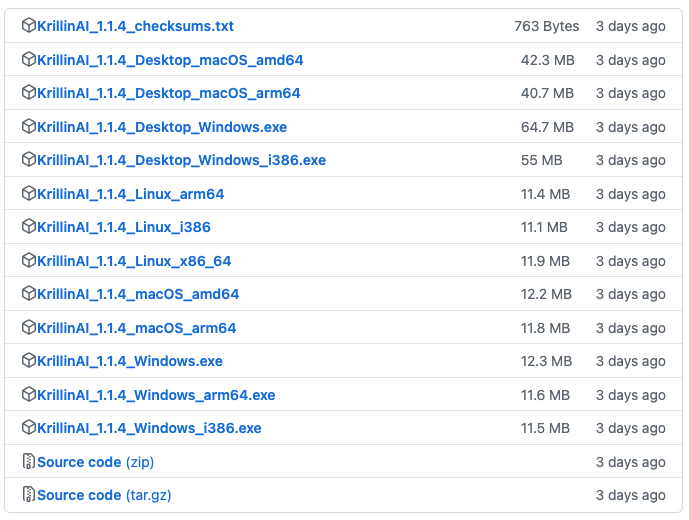 KrillinAI_1.1.4_checksums.txt 763 Bytes 3 days ago
KrillinAI_1.1.4_Desktop_macOS_amd64 42.3 MB 3 days ago
KrillinAI_1.1.4_Desktop_macOS_arm64 40.7 MB 3 days ago
KrillinAI_1.1.4_Desktop_Windows.exe 64.7 MB 3 days ago
KrillinAI_1.1.4_Desktop_Windows_i386.exe 55 MB 3 days ago
KrillinAI_1.1.4_Linux_arm64 11.4 MB 3 days ago
KrillinAI_1.1.4_Linux_i386 11.1 MB 3 days ago
KrillinAI_1.1.4_Linux_x86_64 11.9 MB 3 days ago
KrillinAI_1.1.4_macOS_amd64 12.2 MB 3 days ago
KrillinAI_1.1.4_macOS_arm64 11.8 MB 3 days ago
KrillinAI_1.1.4_Windows.exe 12.3 MB 3 days ago
KrillinAI_1.1.4_Windows_arm64.exe 11.6 MB 3 days ago
KrillinAI_1.1.4_Windows_i386.exe 11.5 MB 3 days ago
Source code (zip) 3 days ago
Source code (tar.gz) 3 days ago